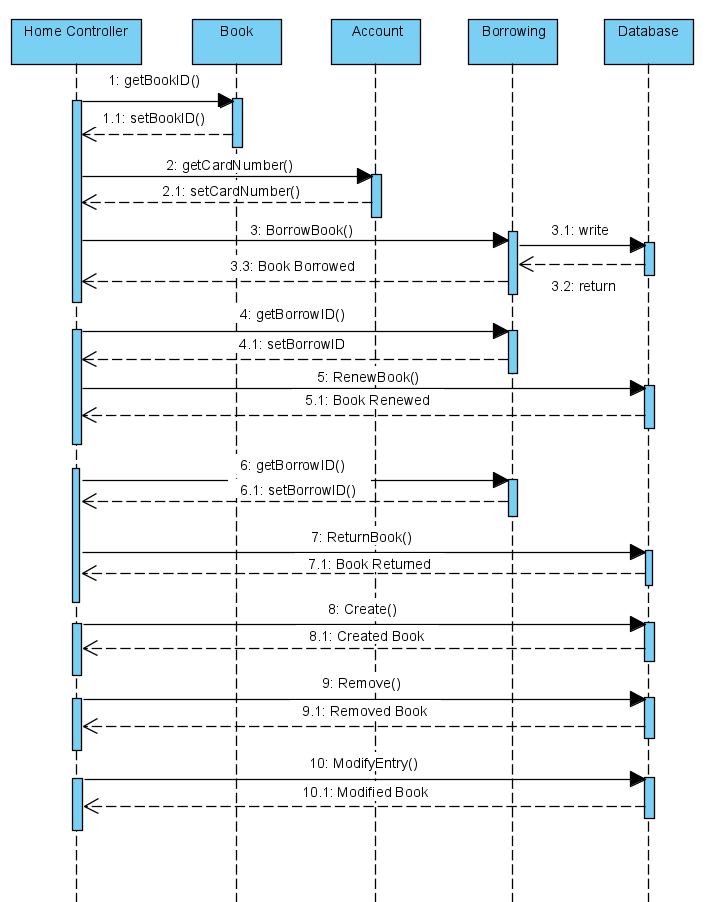 Home Controller
Book
Account
Borrowing
Database
1: getBookID()
1.1: setBookID()
2: getCardNumber()
2.1: setCardNumber()
3: BorrowBook()
3.1: write
3.3: Book Borrowed
3.2: return
4: getBorrowID()
4.1: setBorrowID
5: RenewBook()
5.1: Book Renewed
6: getBorrowID()
6.1: setBorrowID()
7: ReturnBook()
7.1: Book Returned
8: Create()
8.1: Created Book
9: Remove()
9.1: Removed Book
10: ModifyEntry()
10.1: Modified Book